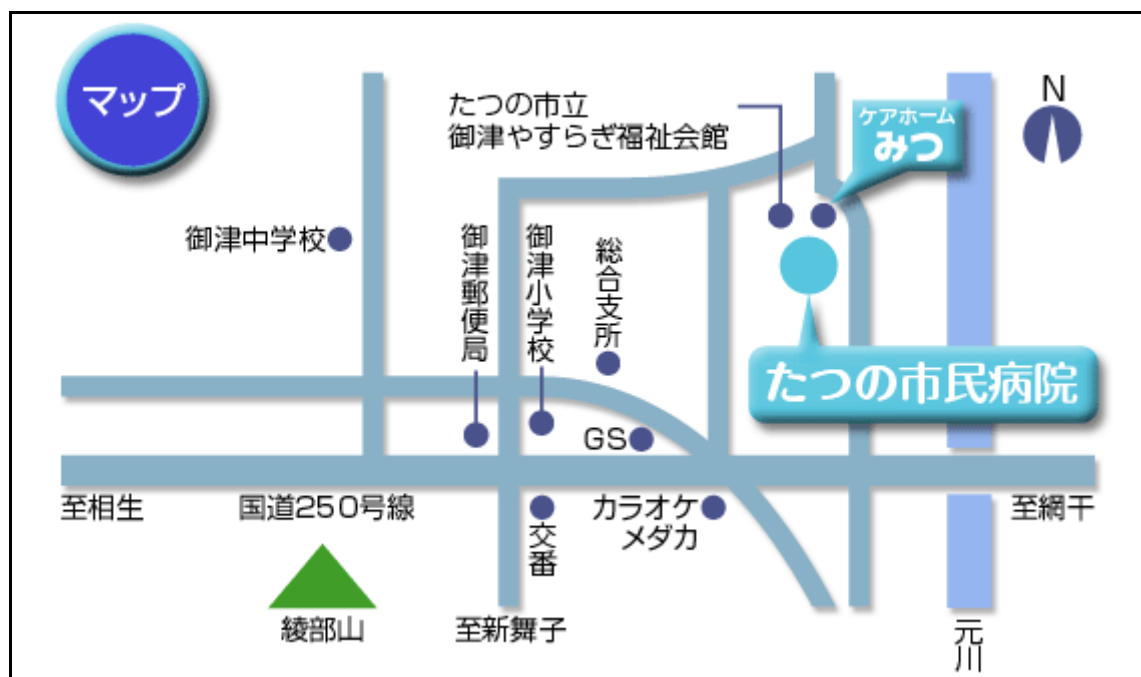 マップ
たつの市立
御津やすらぎ福祉会館
ケアホーム
みつ
N
御津中学校
御津郵便局
御津小学校
総合支所
たつの市民病院
GS
至相生
国道250号線
交番
カラオケ
メダカ
至網干
綾部山
至新舞子
元川